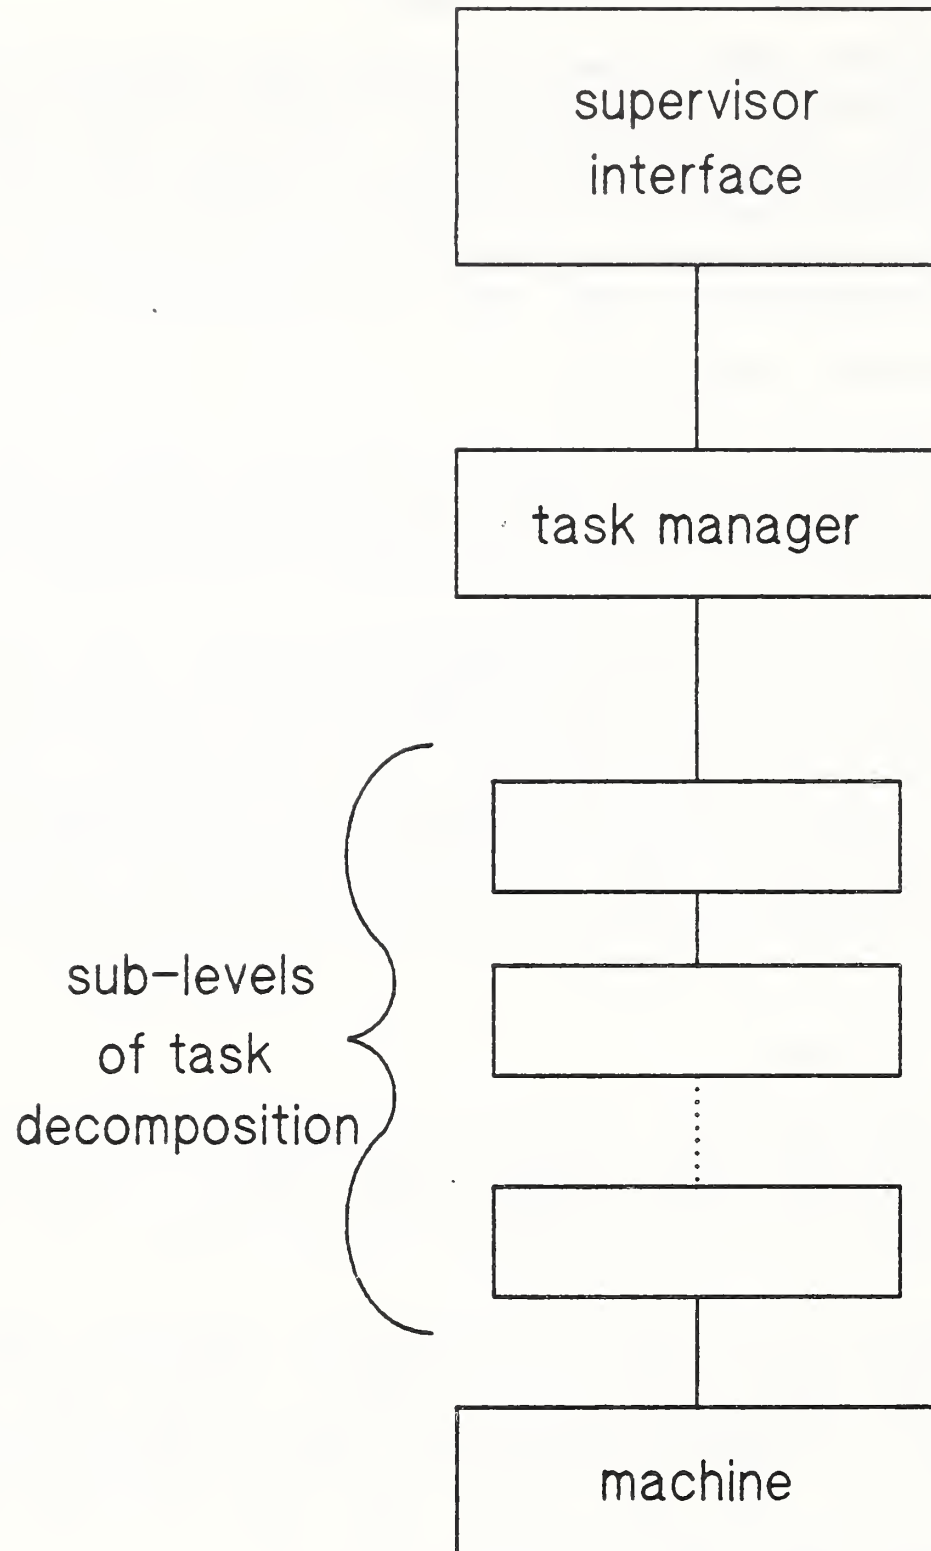 supervisor
interface
task manager
sub-levels
of task
decomposition
machine